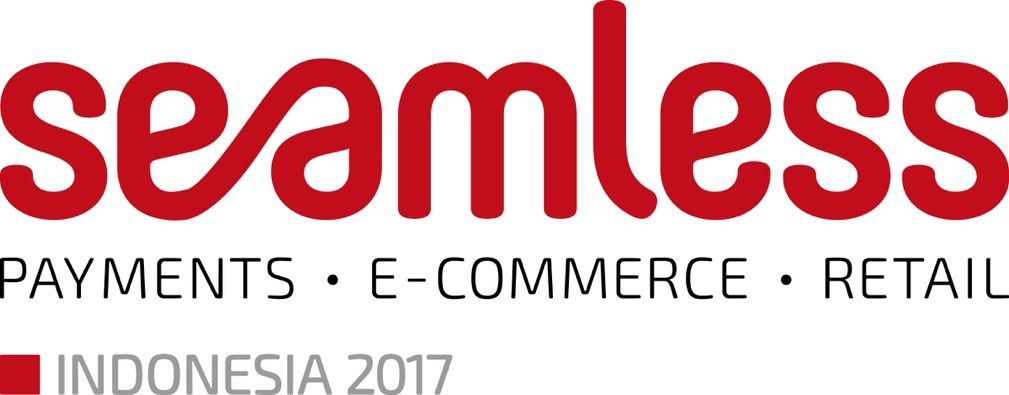 seamless
PAYMENTS • E-COMMERCE • RETAIL
INDONESIA 2017